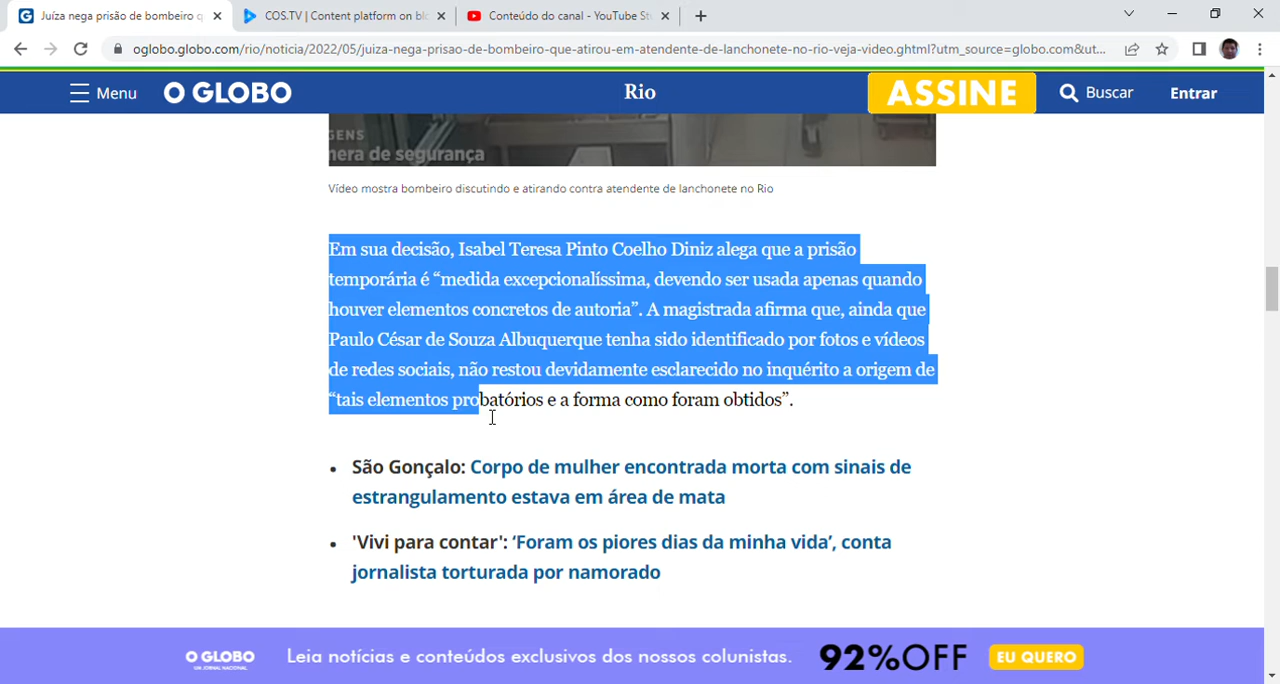 Juíza nega prisão de bombeiro q
COS.TV | Content platform on blo
Conteúdo do canal - YouTube Stu
oglobo.globo.com/rio/noticia/2022/05/juiza-nega-prisao-de-bombeiro-que-atirou-em-atendente-de-lanchonete-no-rio-veja-video.ghtml?utm_source=globo.com&ut...
Menu
O GLOBO
Rio
ASSINE
Buscar
Entrar
GENS
nera de segurança
Vídeo mostra bombeiro discutindo e atirando contra atendente de lanchonete no Rio
Em sua decisão, Isabel Teresa Pinto Coelho Diniz alega que a prisão
temporária é “medida excepcionalíssima, devendo ser usada apenas quando
houver elementos concretos de autoria”. A magistrada afirma que, ainda que
Paulo César de Souza Albuquerque tenha sido identificado por fotos e vídeos
de redes sociais, não restou devidamente esclarecido no inquérito a origem de
“tais elementos probatórios e a forma como foram obtidos”.
• São Gonçalo: Corpo de mulher encontrada morta com sinais de
estrangulamento estava em área de mata
• 'Vivi para contar': ‘Foram os piores dias da minha vida’, conta
jornalista torturada por namorado
O GLOBO
UM JORNAL NACIONAL
Leia notícias e conteúdos exclusivos dos nossos colunistas.
92%OFF
EU QUERO